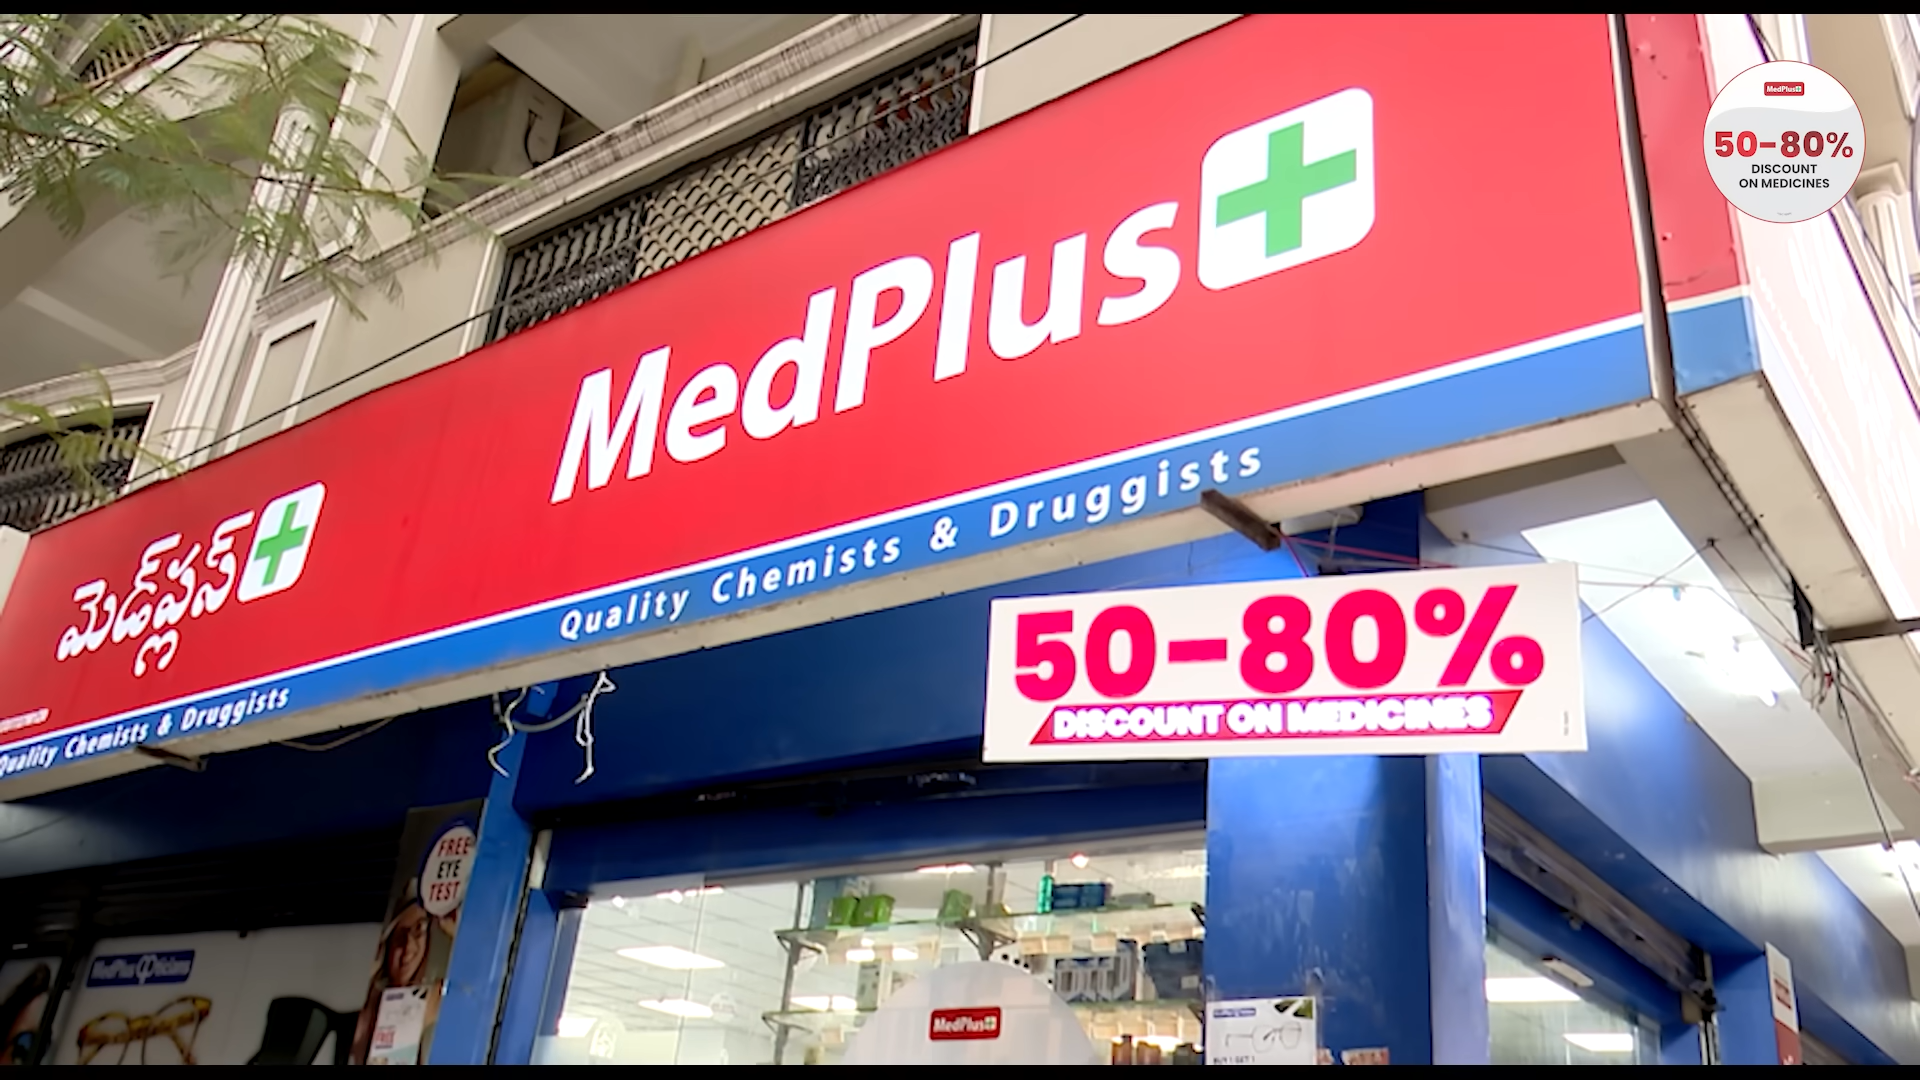 MedPlus
50-80%
DISCOUNT
ON MEDICINES
MedPlus
Quality Chemists & Druggists
మెడ్‌ప్లస్
Quality Chemists & Druggists
50-80%
DISCOUNT ON MEDICINES
FREE
EYE
TEST
MedPlus Opticians
MedPlus
BUY 1 GET 1